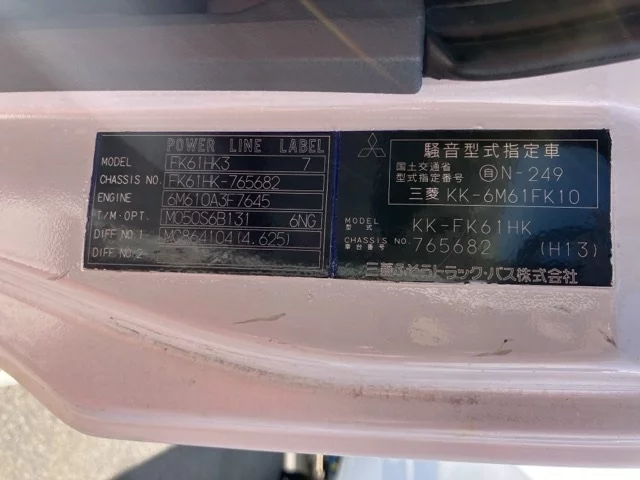 POWER LINE LABEL
MODEL FK61HK3 7
CHASSIS NO. FK61HK-765682
ENGINE 6M610A3F-7645
T/M・OPT. M050S6B131 6NG
DIFF NO.1 MC864104(4.625)
DIFF NO.2
騒音型式指定車
国土交通省
型式指定番号 自N-249
三菱 KK-6M61FK10
MODEL
型式 KK-FK61HK
CHASSIS NO.
車台番号 765682 (H13)
三菱ふそうトラック・バス株式会社